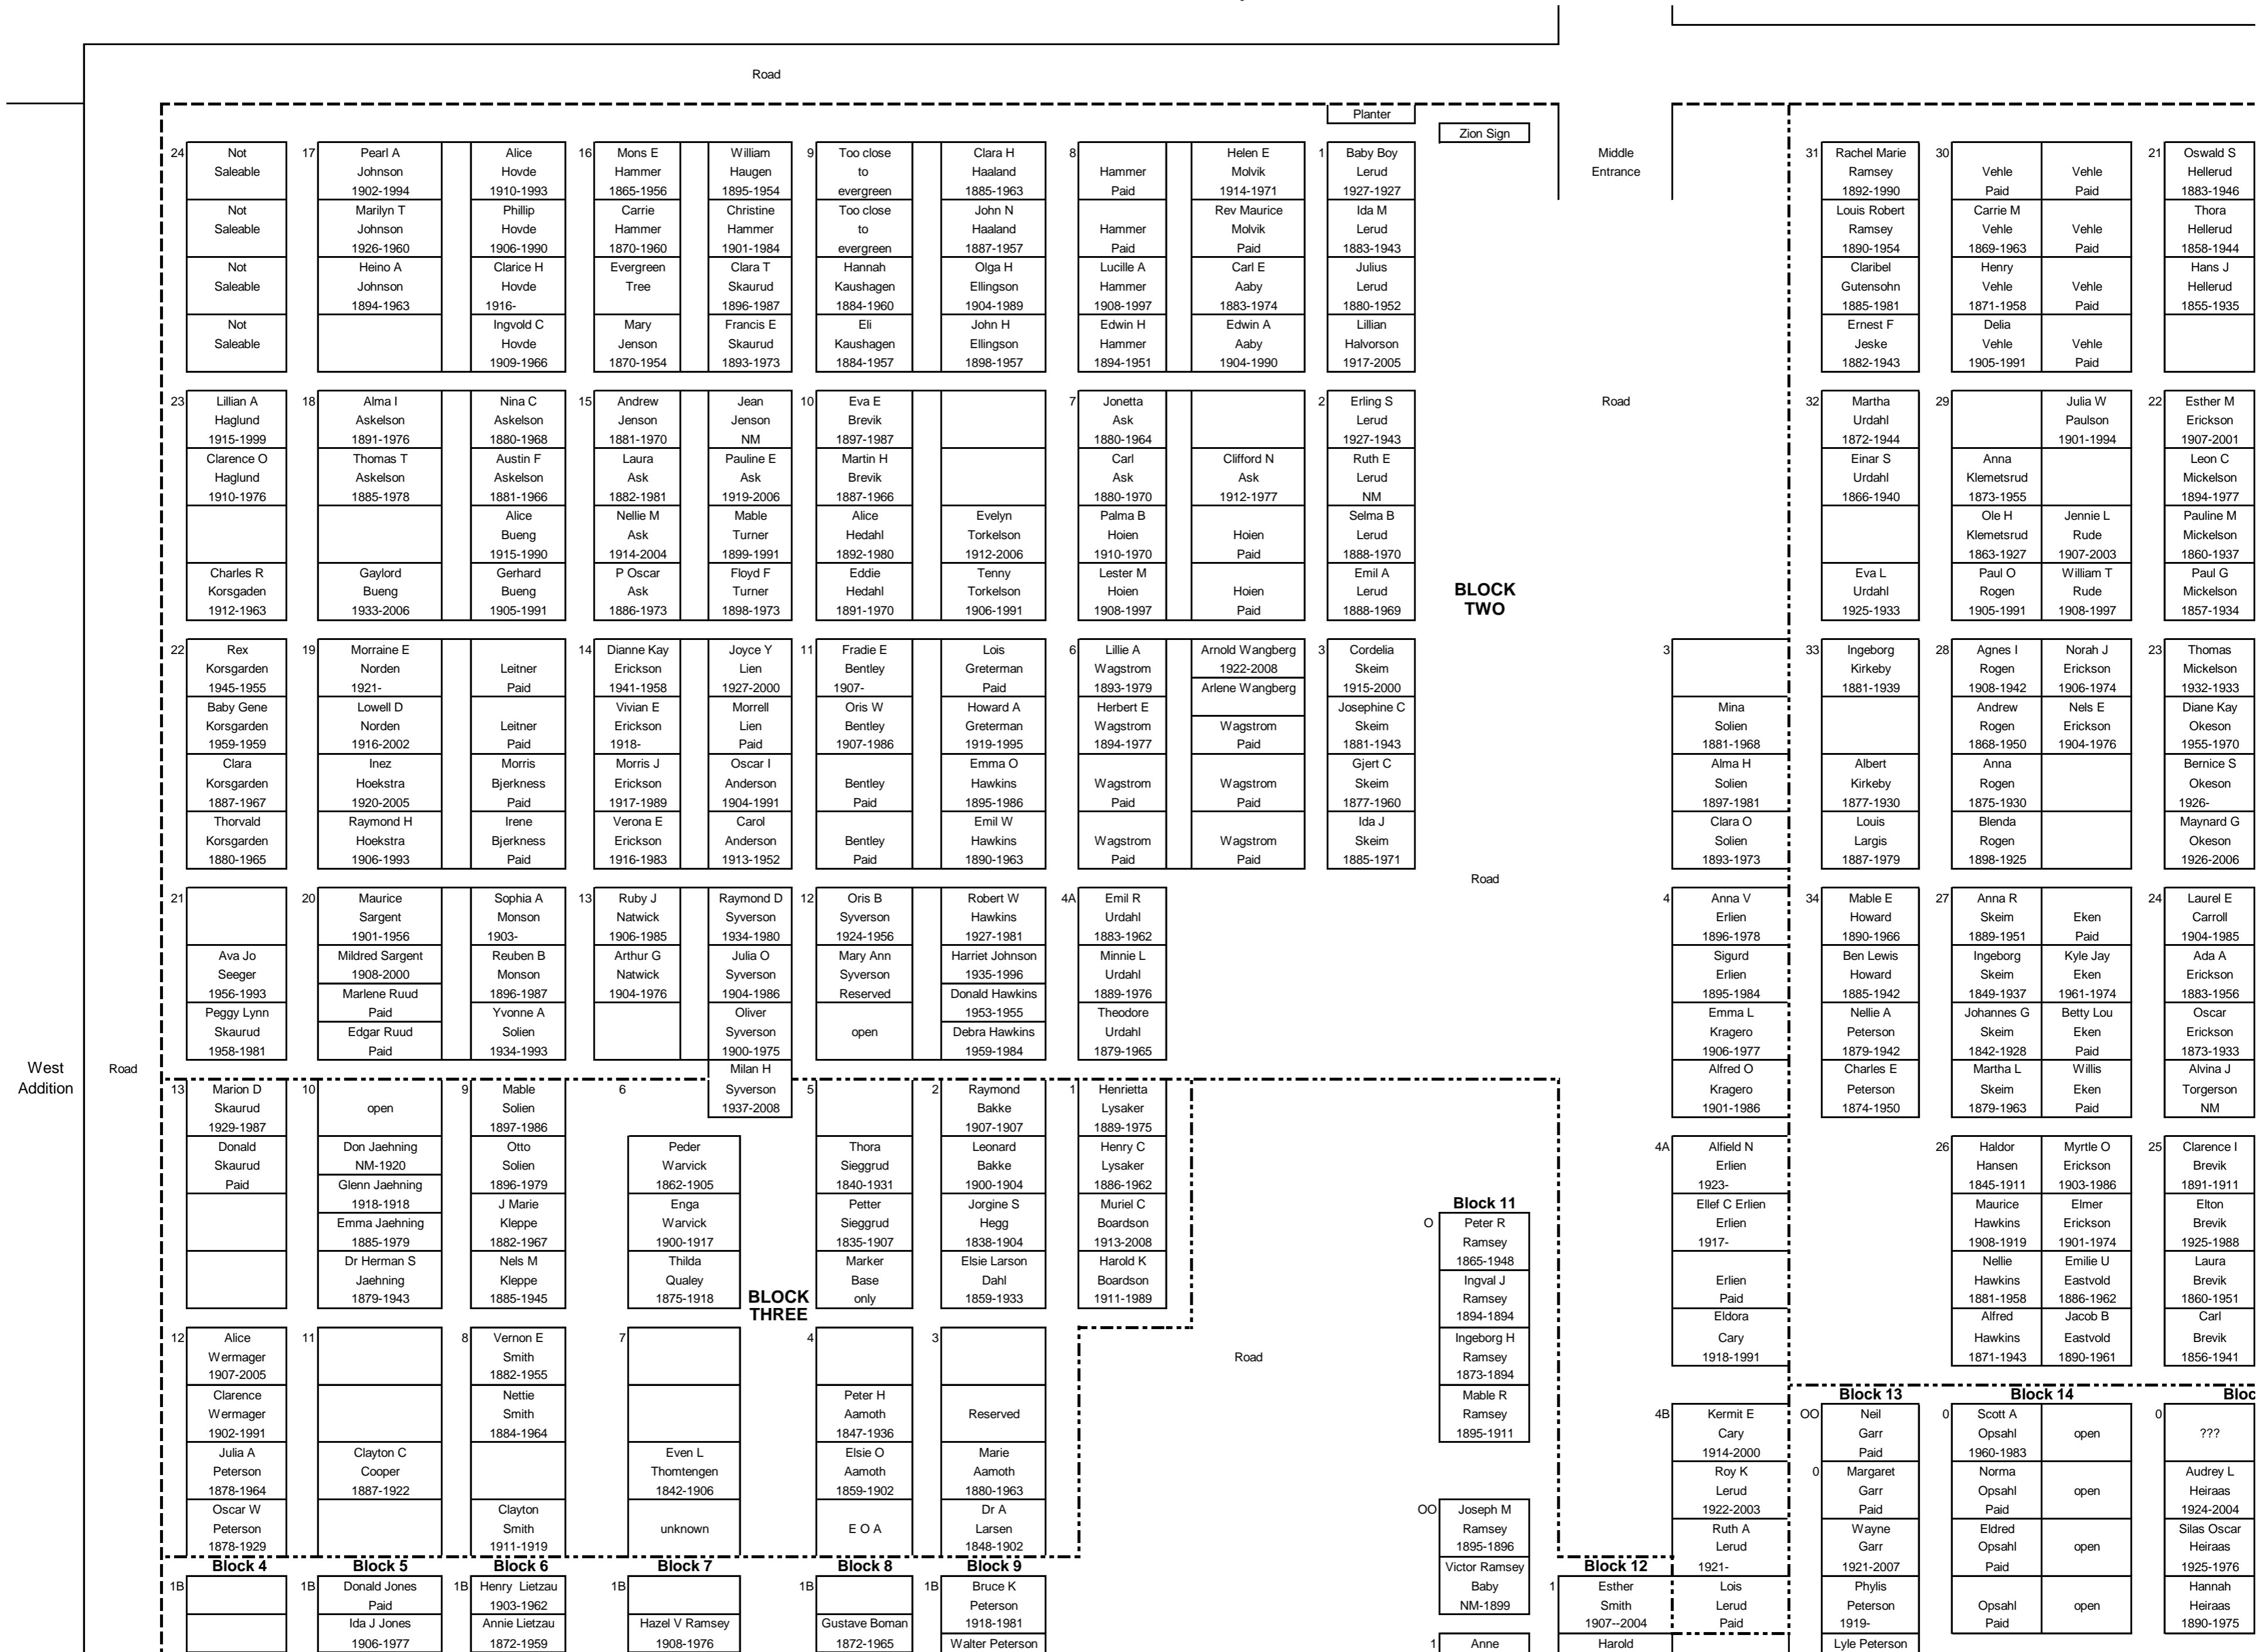 Road
Planter
Zion Sign
Middle
Entrance
24
Not
Saleable
Not
Saleable
Not
Saleable
Not
Saleable
17
Pearl A
Johnson
1902-1994
Marilyn T
Johnson
1926-1960
Heino A
Johnson
1894-1963
Alice
Hovde
1910-1993
Phillip
Hovde
1906-1990
Clarice H
Hovde
1916-
Ingvold C
Hovde
1909-1966
16
Mons E
Hammer
1865-1956
Carrie
Hammer
1870-1960
Evergreen
Tree
Mary
Jenson
1870-1954
William
Haugen
1895-1954
Christine
Hammer
1901-1984
Clara T
Skaurud
1896-1987
Francis E
Skaurud
1893-1973
9
Too close
to
evergreen
Too close
to
evergreen
Hannah
Kaushagen
1884-1960
Eli
Kaushagen
1884-1957
Clara H
Haaland
1885-1963
John N
Haaland
1887-1957
Olga H
Ellingson
1904-1989
John H
Ellingson
1898-1957
8
Hammer
Paid
Hammer
Paid
Lucille A
Hammer
1908-1997
Edwin H
Hammer
1894-1951
Helen E
Molvik
1914-1971
Rev Maurice
Molvik
Paid
Carl E
Aaby
1883-1974
Edwin A
Aaby
1904-1990
1
Baby Boy
Lerud
1927-1927
Ida M
Lerud
1883-1943
Julius
Lerud
1880-1952
Lillian
Halvorson
1917-2005
31
Rachel Marie
Ramsey
1892-1990
Louis Robert
Ramsey
1890-1954
Claribel
Gutensohn
1885-1981
Ernest F
Jeske
1882-1943
30
Vehle
Paid
Carrie M
Vehle
1869-1963
Henry
Vehle
1871-1958
Delia
Vehle
1905-1991
Vehle
Paid
Vehle
Paid
Vehle
Paid
Vehle
Paid
21
Oswald S
Hellerud
1883-1946
Thora
Hellerud
1858-1944
Hans J
Hellerud
1855-1935
23
Lillian A
Haglund
1915-1999
Clarence O
Haglund
1910-1976
Charles R
Korsgaden
1912-1963
18
Alma I
Askelson
1891-1976
Thomas T
Askelson
1885-1978
Gaylord
Bueng
1933-2006
Nina C
Askelson
1880-1968
Austin F
Askelson
1881-1966
Alice
Bueng
1915-1990
Gerhard
Bueng
1905-1991
15
Andrew
Jenson
1881-1970
Laura
Ask
1882-1981
Nellie M
Ask
1914-2004
P Oscar
Ask
1886-1973
Jean
Jenson
NM
Pauline E
Ask
1919-2006
Mable
Turner
1899-1991
Floyd F
Turner
1898-1973
10
Eva E
Brevik
1897-1987
Martin H
Brevik
1887-1966
Alice
Hedahl
1892-1980
Eddie
Hedahl
1891-1970
Evelyn
Torkelson
1912-2006
Tenny
Torkelson
1906-1991
7
Jonetta
Ask
1880-1964
Carl
Ask
1880-1970
Palma B
Hoien
1910-1970
Lester M
Hoien
1908-1997
Clifford N
Ask
1912-1977
Hoien
Paid
Hoien
Paid
2
Erling S
Lerud
1927-1943
Ruth E
Lerud
NM
Selma B
Lerud
1888-1970
Emil A
Lerud
1888-1969
BLOCK
TWO
Road
32
Martha
Urdahl
1872-1944
Einar S
Urdahl
1866-1940
Eva L
Urdahl
1925-1933
29
Anna
Klemetsrud
1873-1955
Ole H
Klemetsrud
1863-1927
Paul O
Rogen
1905-1991
Julia W
Paulson
1901-1994
Jennie L
Rude
1907-2003
William T
Rude
1908-1997
22
Esther M
Erickson
1907-2001
Leon C
Mickelson
1894-1977
Pauline M
Mickelson
1860-1937
Paul G
Mickelson
1857-1934
22
Rex
Korsgarden
1945-1955
Baby Gene
Korsgarden
1959-1959
Clara
Korsgarden
1887-1967
Thorvald
Korsgarden
1880-1965
19
Morraine E
Norden
1921-
Lowell D
Norden
1916-2002
Inez
Hoekstra
1920-2005
Raymond H
Hoekstra
1906-1993
Leitner
Paid
Leitner
Paid
Morris
Bjerkness
Paid
Irene
Bjerkness
Paid
14
Dianne Kay
Erickson
1941-1958
Vivian E
Erickson
1918-
Morris J
Erickson
1917-1989
Verona E
Erickson
1916-1983
Joyce Y
Lien
1927-2000
Morrell
Lien
Paid
Oscar I
Anderson
1904-1991
Carol
Anderson
1913-1952
11
Fradie E
Bentley
1907-
Oris W
Bentley
1907-1986
Bentley
Paid
Bentley
Paid
Lois
Greterman
Paid
Howard A
Greterman
1919-1995
Emma O
Hawkins
1895-1986
Emil W
Hawkins
1890-1963
6
Lillie A
Wagstrom
1893-1979
Herbert E
Wagstrom
1894-1977
Wagstrom
Paid
Wagstrom
Paid
Arnold Wangberg
1922-2008
Arlene Wangberg
Wagstrom
Paid
Wagstrom
Paid
Wagstrom
Paid
3
Cordelia
Skeim
1915-2000
Josephine C
Skeim
1881-1943
Gjert C
Skeim
1877-1960
Ida J
Skeim
1885-1971
Road
3
Mina
Solien
1881-1968
Alma H
Solien
1897-1981
Clara O
Solien
1893-1973
33
Ingeborg
Kirkeby
1881-1939
Albert
Kirkeby
1877-1930
Louis
Largis
1887-1979
28
Agnes I
Rogen
1908-1942
Andrew
Rogen
1868-1950
Anna
Rogen
1875-1930
Blenda
Rogen
1898-1925
Norah J
Erickson
1906-1974
Nels E
Erickson
1904-1976
23
Thomas
Mickelson
1932-1933
Diane Kay
Okeson
1955-1970
Bernice S
Okeson
1926-
Maynard G
Okeson
1926-2006
21
Ava Jo
Seeger
1956-1993
Peggy Lynn
Skaurud
1958-1981
20
Maurice
Sargent
1901-1956
Mildred Sargent
1908-2000
Marlene Ruud
Paid
Edgar Ruud
Paid
Sophia A
Monson
1903-
Reuben B
Monson
1896-1987
Yvonne A
Solien
1934-1993
13
Ruby J
Natwick
1906-1985
Arthur G
Natwick
1904-1976
Raymond D
Syverson
1934-1980
Julia O
Syverson
1904-1986
Oliver
Syverson
1900-1975
Milan H
Syverson
1937-2008
12
Oris B
Syverson
1924-1956
Mary Ann
Syverson
Reserved
open
Robert W
Hawkins
1927-1981
Harriet Johnson
1935-1996
Donald Hawkins
1953-1955
Debra Hawkins
1959-1984
4A
Emil R
Urdahl
1883-1962
Minnie L
Urdahl
1889-1976
Theodore
Urdahl
1879-1965
4
Anna V
Erlien
1896-1978
Sigurd
Erlien
1895-1984
Emma L
Kragero
1906-1977
Alfred O
Kragero
1901-1986
34
Mable E
Howard
1890-1966
Ben Lewis
Howard
1885-1942
Nellie A
Peterson
1879-1942
Charles E
Peterson
1874-1950
27
Anna R
Skeim
1889-1951
Ingeborg
Skeim
1849-1937
Johannes G
Skeim
1842-1928
Martha L
Skeim
1879-1963
Eken
Paid
Kyle Jay
Eken
1961-1974
Betty Lou
Eken
Paid
Willis
Eken
Paid
24
Laurel E
Carroll
1904-1985
Ada A
Erickson
1883-1956
Oscar
Erickson
1873-1933
Alvina J
Torgerson
NM
West
Addition
Road
13
Marion D
Skaurud
1929-1987
Donald
Skaurud
Paid
10
open
Don Jaehning
NM-1920
Glenn Jaehning
1918-1918
Emma Jaehning
1885-1979
Dr Herman S
Jaehning
1879-1943
9
Mable
Solien
1897-1986
Otto
Solien
1896-1979
J Marie
Kleppe
1882-1967
Nels M
Kleppe
1885-1945
6
Peder
Warvick
1862-1905
Enga
Warvick
1900-1917
Thilda
Qualey
1875-1918
BLOCK
THREE
5
Thora
Sieggrud
1840-1931
Petter
Sieggrud
1835-1907
Marker
Base
only
2
Raymond
Bakke
1907-1907
Leonard
Bakke
1900-1904
Jorgine S
Hegg
1838-1904
Elsie Larson
Dahl
1859-1933
1
Henrietta
Lysaker
1889-1975
Henry C
Lysaker
1886-1962
Muriel C
Boardson
1913-2008
Harold K
Boardson
1911-1989
Block 11
O
Peter R
Ramsey
1865-1948
Ingval J
Ramsey
1894-1894
Ingeborg H
Ramsey
1873-1894
Mable R
Ramsey
1895-1911
4A
Alfield N
Erlien
1923-
Ellef C Erlien
Erlien
1917-
Erlien
Paid
Eldora
Cary
1918-1991
26
Haldor
Hansen
1845-1911
Maurice
Hawkins
1908-1919
Nellie
Hawkins
1881-1958
Alfred
Hawkins
1871-1943
Myrtle O
Erickson
1903-1986
Elmer
Erickson
1901-1974
Emilie U
Eastvold
1886-1962
Jacob B
Eastvold
1890-1961
25
Clarence I
Brevik
1891-1911
Elton
Brevik
1925-1988
Laura
Brevik
1860-1951
Carl
Brevik
1856-1941
12
Alice
Wermager
1907-2005
Clarence
Wermager
1902-1991
Julia A
Peterson
1878-1964
Oscar W
Peterson
1878-1929
11
Clayton C
Cooper
1887-1922
8
Vernon E
Smith
1882-1955
Nettie
Smith
1884-1964
Clayton
Smith
1911-1919
7
Even L
Thomtengen
1842-1906
unknown
4
Peter H
Aamoth
1847-1936
Elsie O
Aamoth
1859-1902
E O A
3
Reserved
Marie
Aamoth
1880-1963
Dr A
Larsen
1848-1902
Road
OO
Joseph M
Ramsey
1895-1896
Victor Ramsey
Baby
NM-1899
1
Anne
4B
Kermit E
Cary
1914-2000
Roy K
Lerud
1922-2003
Ruth A
Lerud
1921-
Lois
Lerud
Paid
Block 13
OO
Neil
Garr
Paid
0
Margaret
Garr
Paid
Wayne
Garr
1921-2007
Phylis
Peterson
1919-
Lyle Peterson
Block 14
0
Scott A
Opsahl
1960-1983
Norma
Opsahl
Paid
Eldred
Opsahl
Paid
Opsahl
Paid
open
open
open
open
Bloc
0
???
Audrey L
Heiraas
1924-2004
Silas Oscar
Heiraas
1925-1976
Hannah
Heiraas
1890-1975
Block 4
1B
Block 5
1B
Donald Jones
Paid
Ida J Jones
1906-1977
Block 6
1B
Henry Lietzau
1903-1962
Annie Lietzau
1872-1959
Block 7
1B
Hazel V Ramsey
1908-1976
Block 8
1B
Gustave Boman
1872-1965
Block 9
1B
Bruce K
Peterson
1918-1981
Walter Peterson
Block 12
1
Esther
Smith
1907--2004
Harold